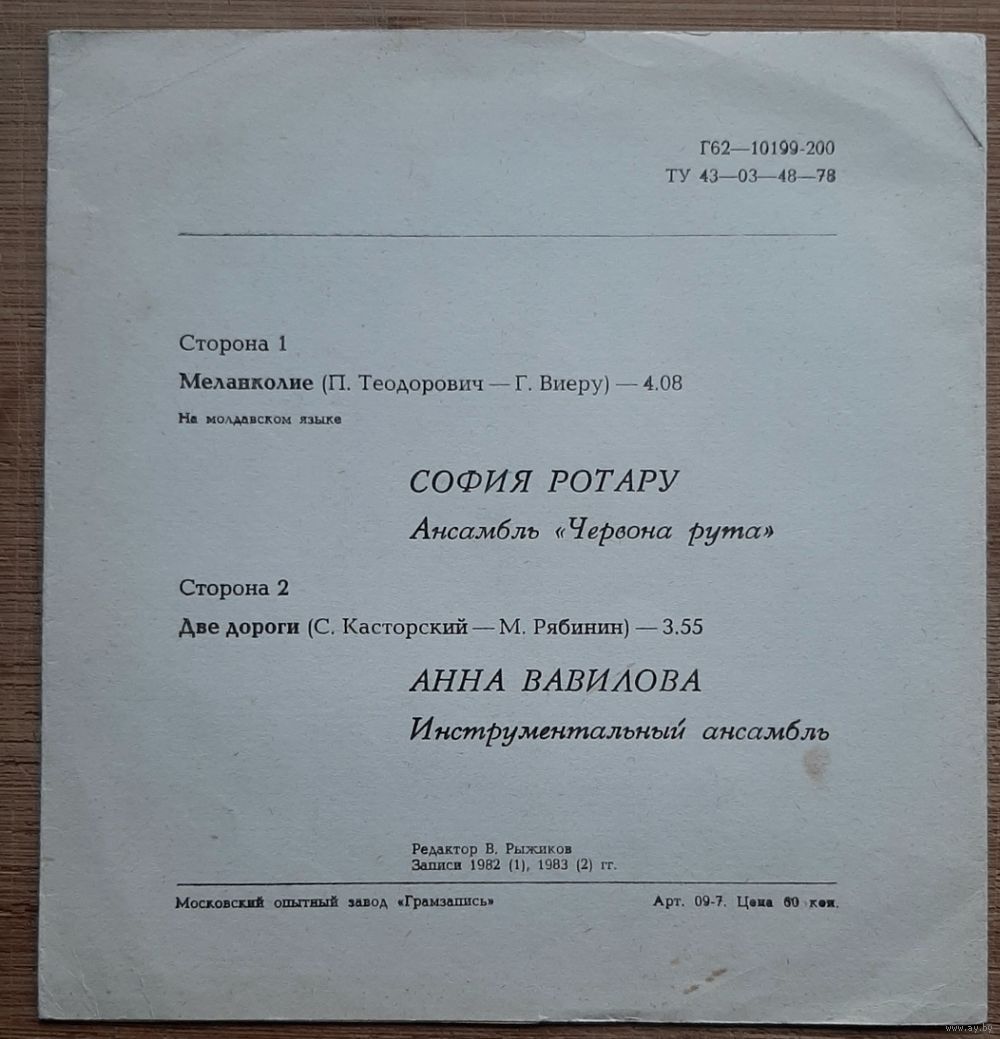 Г62—10199-200
ТУ 43—03—48—78
Сторона 1
Меланколие (П. Теодорович — Г. Виеру) — 4.08
На молдавском языке
СОФИЯ РОТАРУ
Ансамбль «Червона рута»
Сторона 2
Две дороги (С. Касторский — М. Рябинин) — 3.55
АННА ВАВИЛОВА
Инструментальный ансамбль
Редактор В. Рыжиков
Записи 1982 (1), 1983 (2) гг.
Московский опытный завод «Грамзапись» Арт. 09-7. Цена 60 коп.
www.ay.by